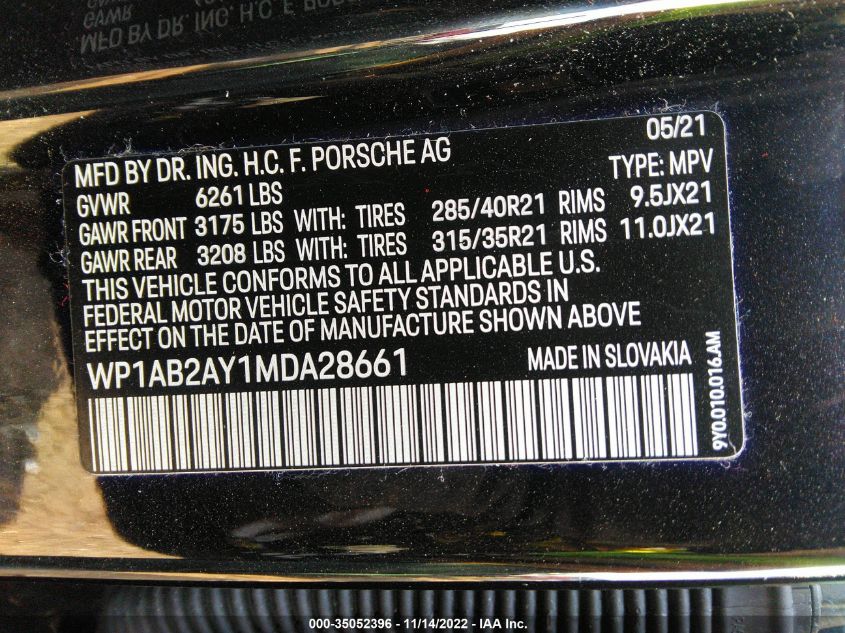 MFD BY DR. ING. H.C. F. PORSCHE AG 05/21
GVWR 6261 LBS TYPE: MPV
GAWR FRONT 3175 LBS WITH: TIRES 285/40R21 RIMS 9.5JX21
GAWR REAR 3208 LBS WITH: TIRES 315/35R21 RIMS 11.0JX21
THIS VEHICLE CONFORMS TO ALL APPLICABLE U.S.
FEDERAL MOTOR VEHICLE SAFETY STANDARDS IN
EFFECT ON THE DATE OF MANUFACTURE SHOWN ABOVE
WP1AB2AY1MDA28661 MADE IN SLOVAKIA
9Y0.010.016.AM
000-35052396 - 11/14/2022 - IAA Inc.